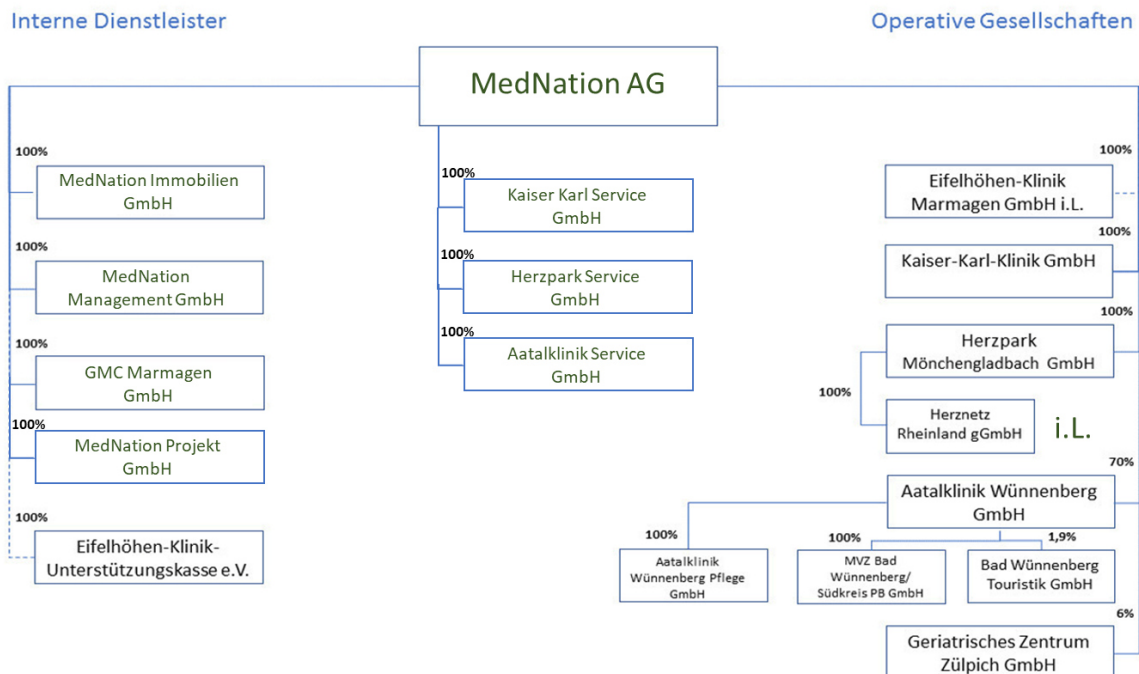 Interne Dienstleister
Operative Gesellschaften
MedNation AG
100%
MedNation Immobilien
GmbH
100%
MedNation
Management GmbH
100%
GMC Marmagen
GmbH
100%
MedNation Projekt
GmbH
100%
Eifelhöhen-Klinik-
Unterstützungskasse e.V.
100%
Kaiser Karl Service
GmbH
100%
Herzpark Service
GmbH
100%
Aatalklinik Service
GmbH
100%
Eifelhöhen-Klinik
Marmagen GmbH i.L.
100%
Kaiser-Karl-Klinik GmbH
100%
Herzpark
Mönchengladbach GmbH
100%
Herznetz
Rheinland gGmbH
i.L.
70%
Aatalklinik Wünnenberg
GmbH
100%
Aatalklinik
Wünnenberg Pflege
GmbH
100%
MVZ Bad
Wünnenberg/
Südkreis PB GmbH
1,9%
Bad Wünnenberg
Touristik GmbH
6%
Geriatrisches Zentrum
Zülpich GmbH